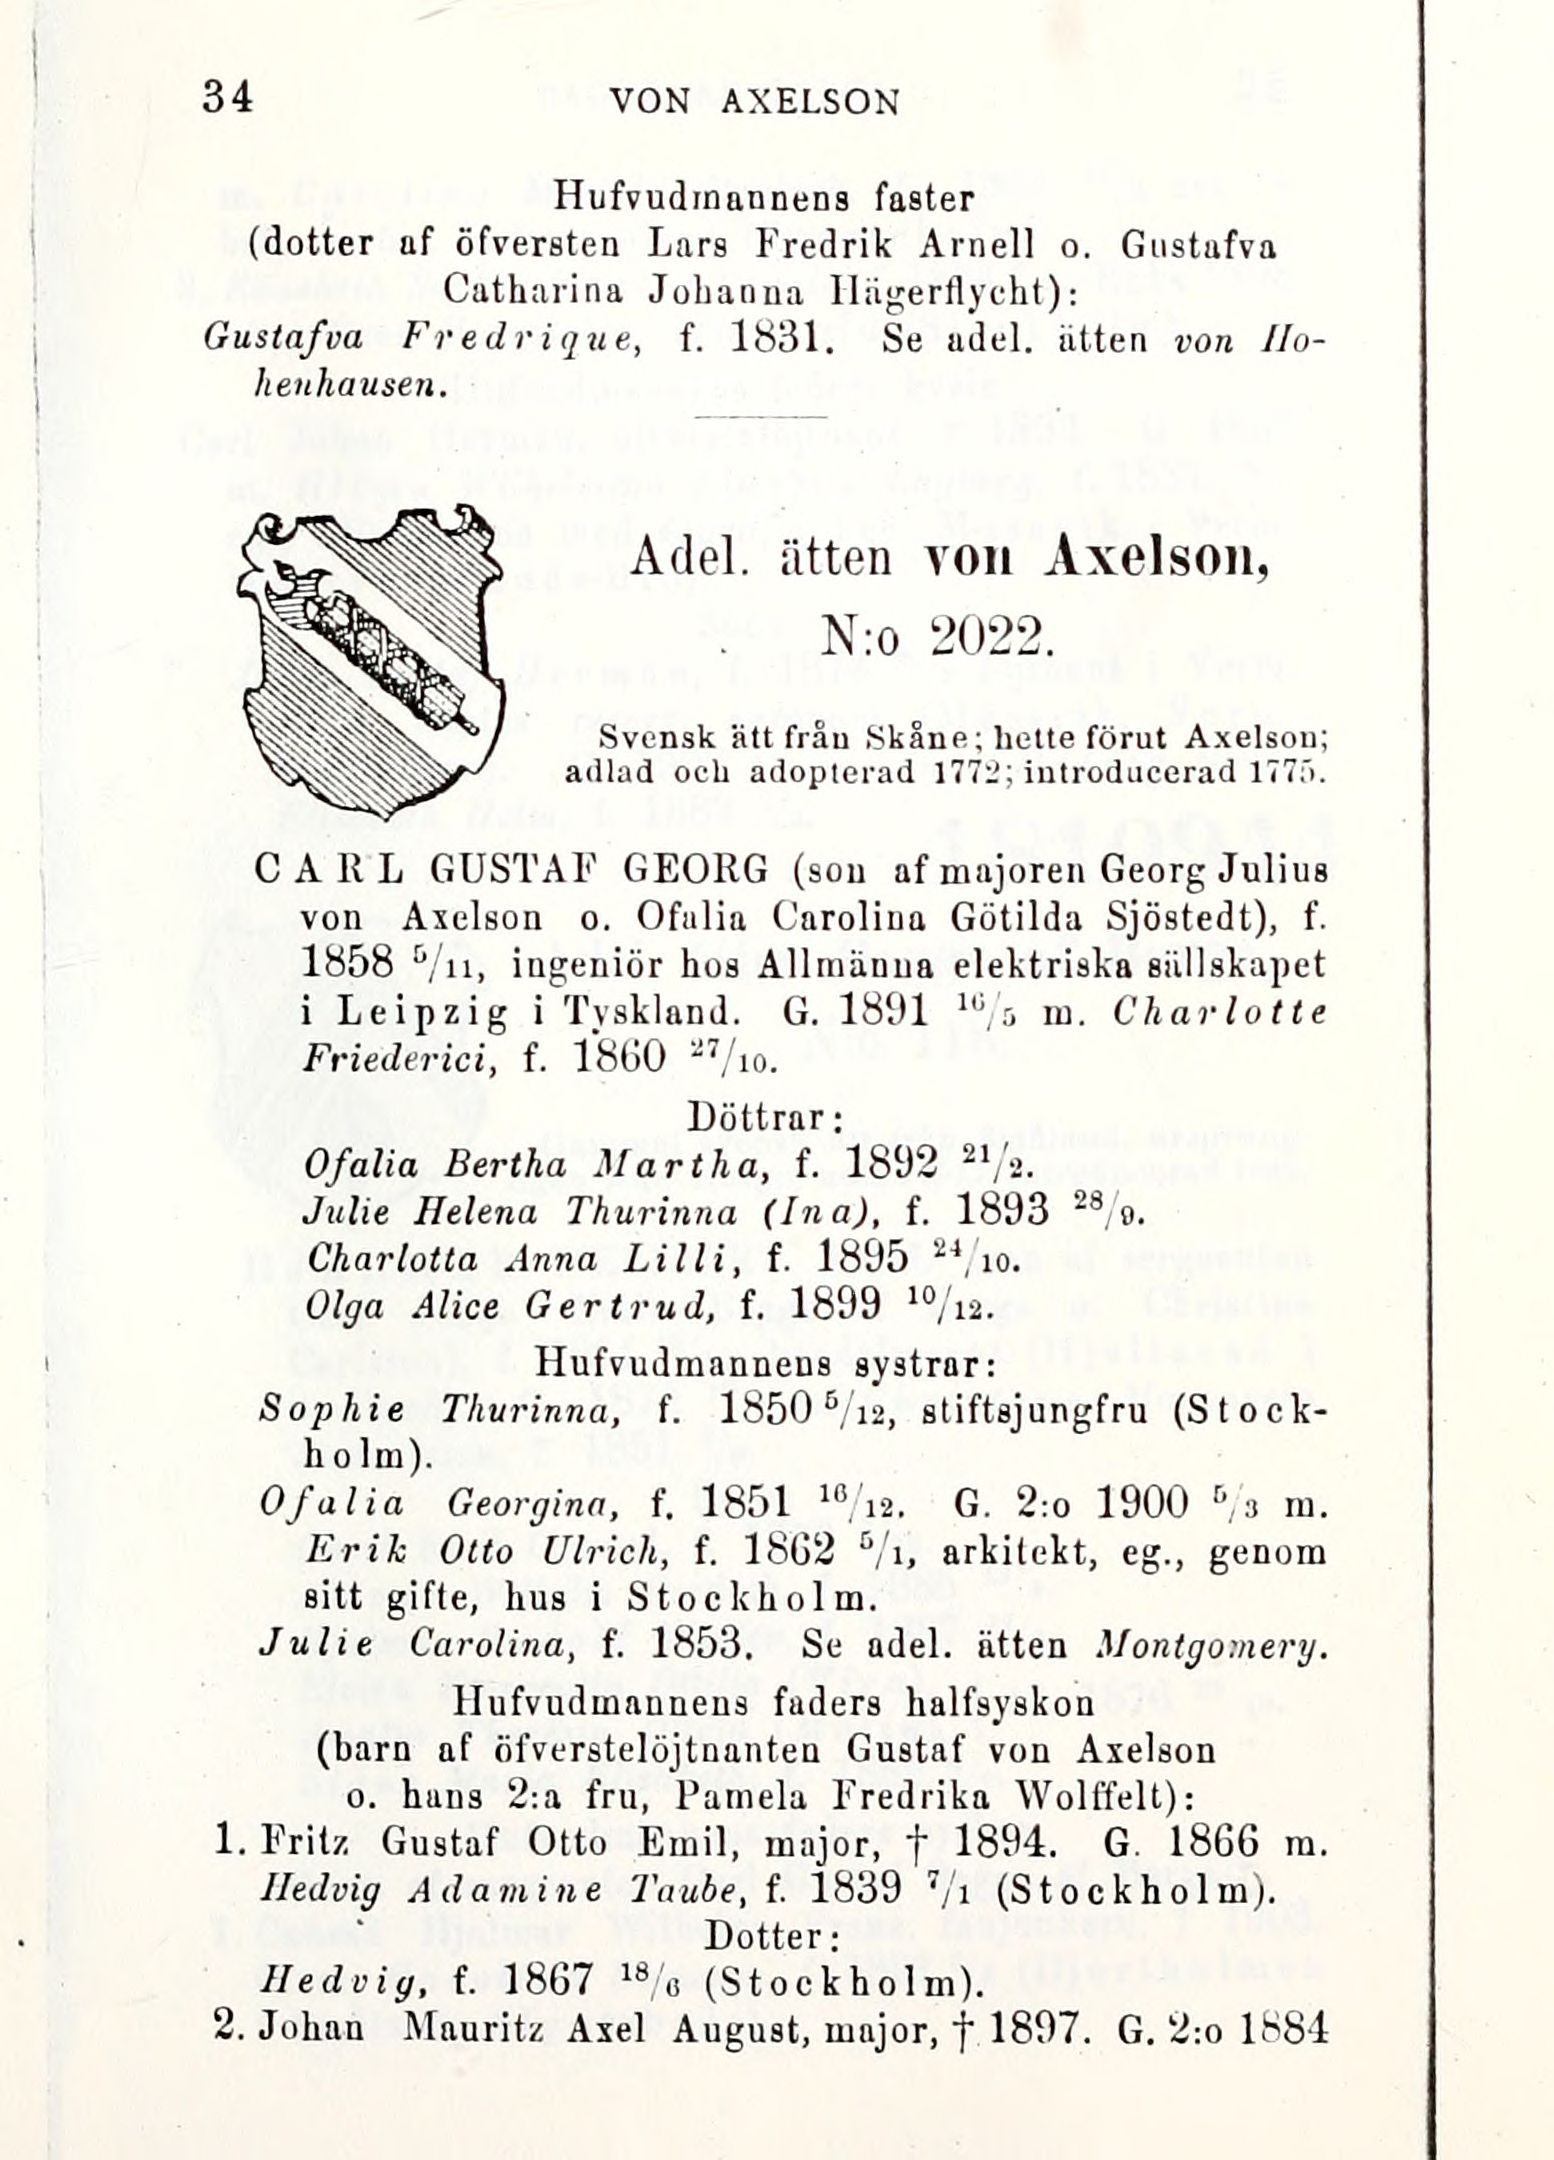 34
VON AXELSON
Hufvudmannens faster
(dotter af öfversten Lars Fredrik Arnell o. Gustafva
Catharina Johanna Hägerflycht):
Gustafva Fredrique, f. 1831. Se adel. ätten von Ho-
henhausen.
Adel. ätten von Axelson,
N:o 2022.
Svensk ätt från Skåne; hette förut Axelson;
adlad och adopterad 1772; introducerad 1775.
CARL GUSTAF GEORG (son af majoren Georg Julius
von Axelson o. Ofalia Carolina Götilda Sjöstedt), f.
1858 5/11, ingeniör hos Allmänna elektriska sällskapet
i Leipzig i Tyskland. G. 1891 16/5 m. Charlotte
Friederici, f. 1860 27/10.
Döttrar:
Ofalia Bertha Martha, f. 1892 21/2.
Julie Helena Thurinna (Ina), f. 1893 28/9.
Charlotta Anna Lilli, f. 1895 24/10.
Olga Alice Gertrud, f. 1899 10/12.
Hufvudmannens systrar:
Sophie Thurinna, f. 1850 5/12, stiftsjungfru (Stock-
holm).
Ofalia Georgina, f. 1851 16/12. G. 2:o 1900 5/3 m.
Erik Otto Ulrich, f. 1862 5/1, arkitekt, eg., genom
sitt gifte, hus i Stockholm.
Julie Carolina, f. 1853. Se adel. ätten Montgomery.
Hufvudmannens faders halfsyskon
(barn af öfverstelöjtnanten Gustaf von Axelson
o. hans 2:a fru, Pamela Fredrika Wolffelt):
1. Fritz Gustaf Otto Emil, major, † 1894. G. 1866 m.
Hedvig Adamine Taube, f. 1839 7/1 (Stockholm).
Dotter:
Hedvig, f. 1867 18/6 (Stockholm).
2. Johan Mauritz Axel August, major, † 1897. G. 2:o 1884